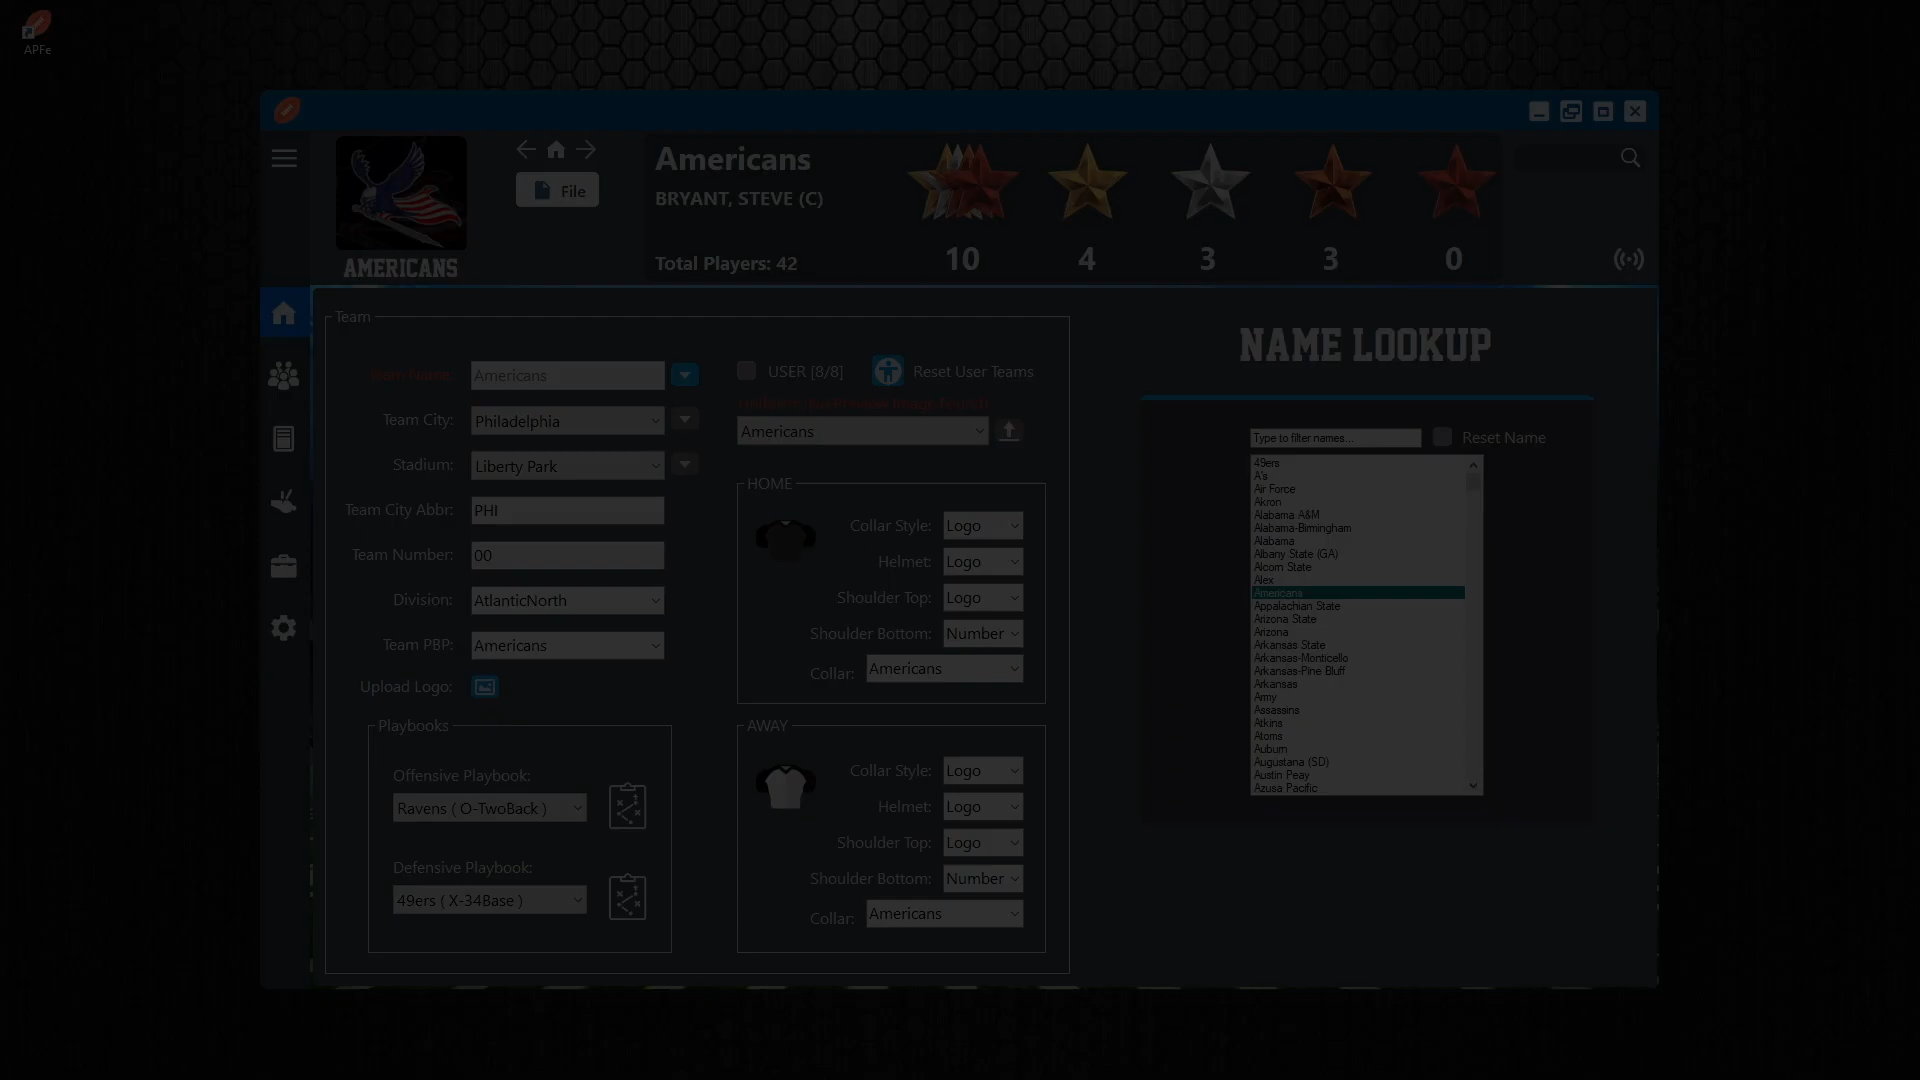 APFe
Americans
BRYANT, STEVE (C)
File
Total Players: 42
10
4
3
3
0
AMERICANS
Team
Team Name:
Americans
USER [8/8]
Reset User Teams
Team City:
Philadelphia
Americans
Stadium:
Liberty Park
Team City Abbr:
PHI
Team Number:
00
Division:
AtlanticNorth
Team PBP:
Americans
Upload Logo:
Playbooks
Offensive Playbook:
Ravens ( O-TwoBack )
Defensive Playbook:
49ers ( X-34Base )
HOME
Collar Style:
Logo
Helmet:
Logo
Shoulder Top:
Logo
Shoulder Bottom:
Number
Collar:
Americans
AWAY
Collar Style:
Logo
Helmet:
Logo
Shoulder Top:
Logo
Shoulder Bottom:
Number
Collar:
Americans
NAME LOOKUP
Type to filter names...
Reset Name
49ers
A's
Air Force
Akron
Alabama A&M
Alabama-Birmingham
Alabama
Albany State (GA)
Alcorn State
Alex
Americans
Appalachian State
Arizona State
Arizona
Arkansas State
Arkansas-Monticello
Arkansas-Pine Bluff
Arkansas
Army
Assassins
Atkins
Atoms
Auburn
Augustana (SD)
Austin Peay
Azusa Pacific